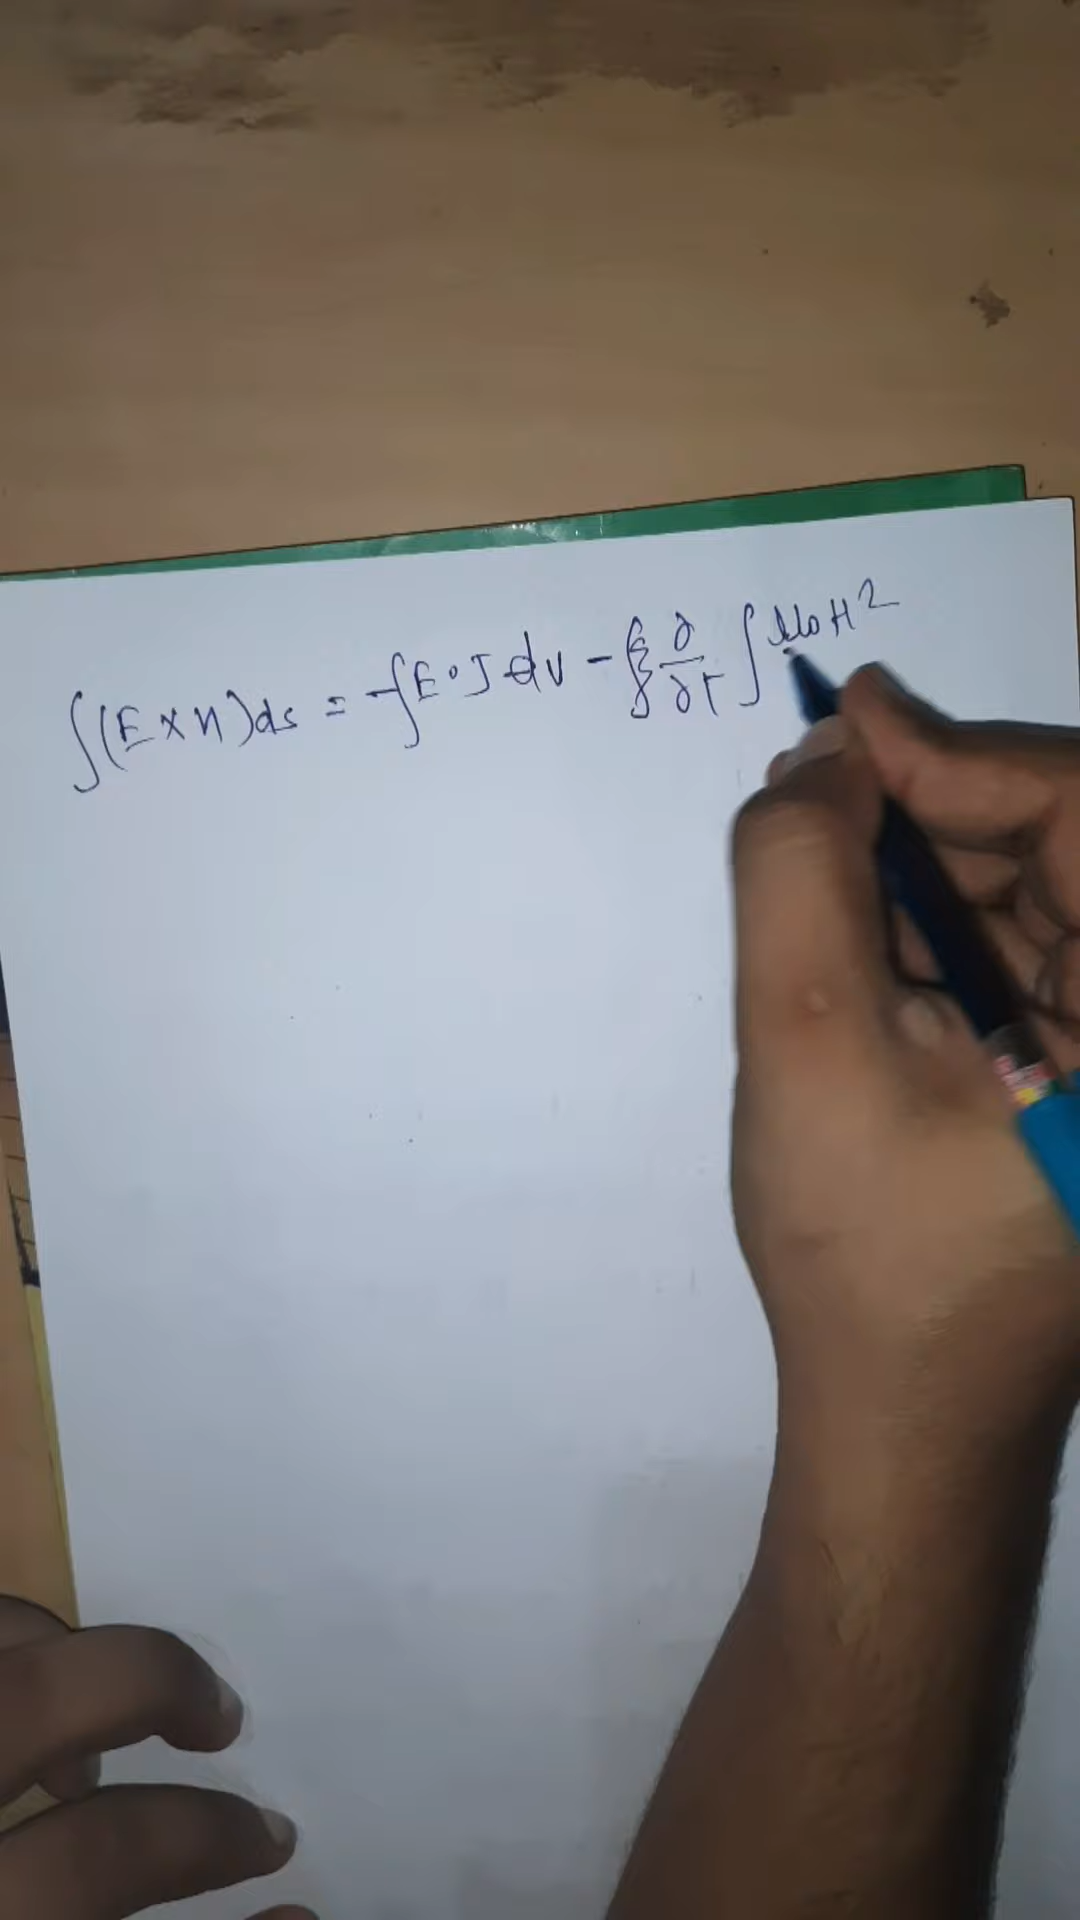 ∫(E×H)ds = -∫E∘J dv - ∫{∂/∂t ∫μ₀H²